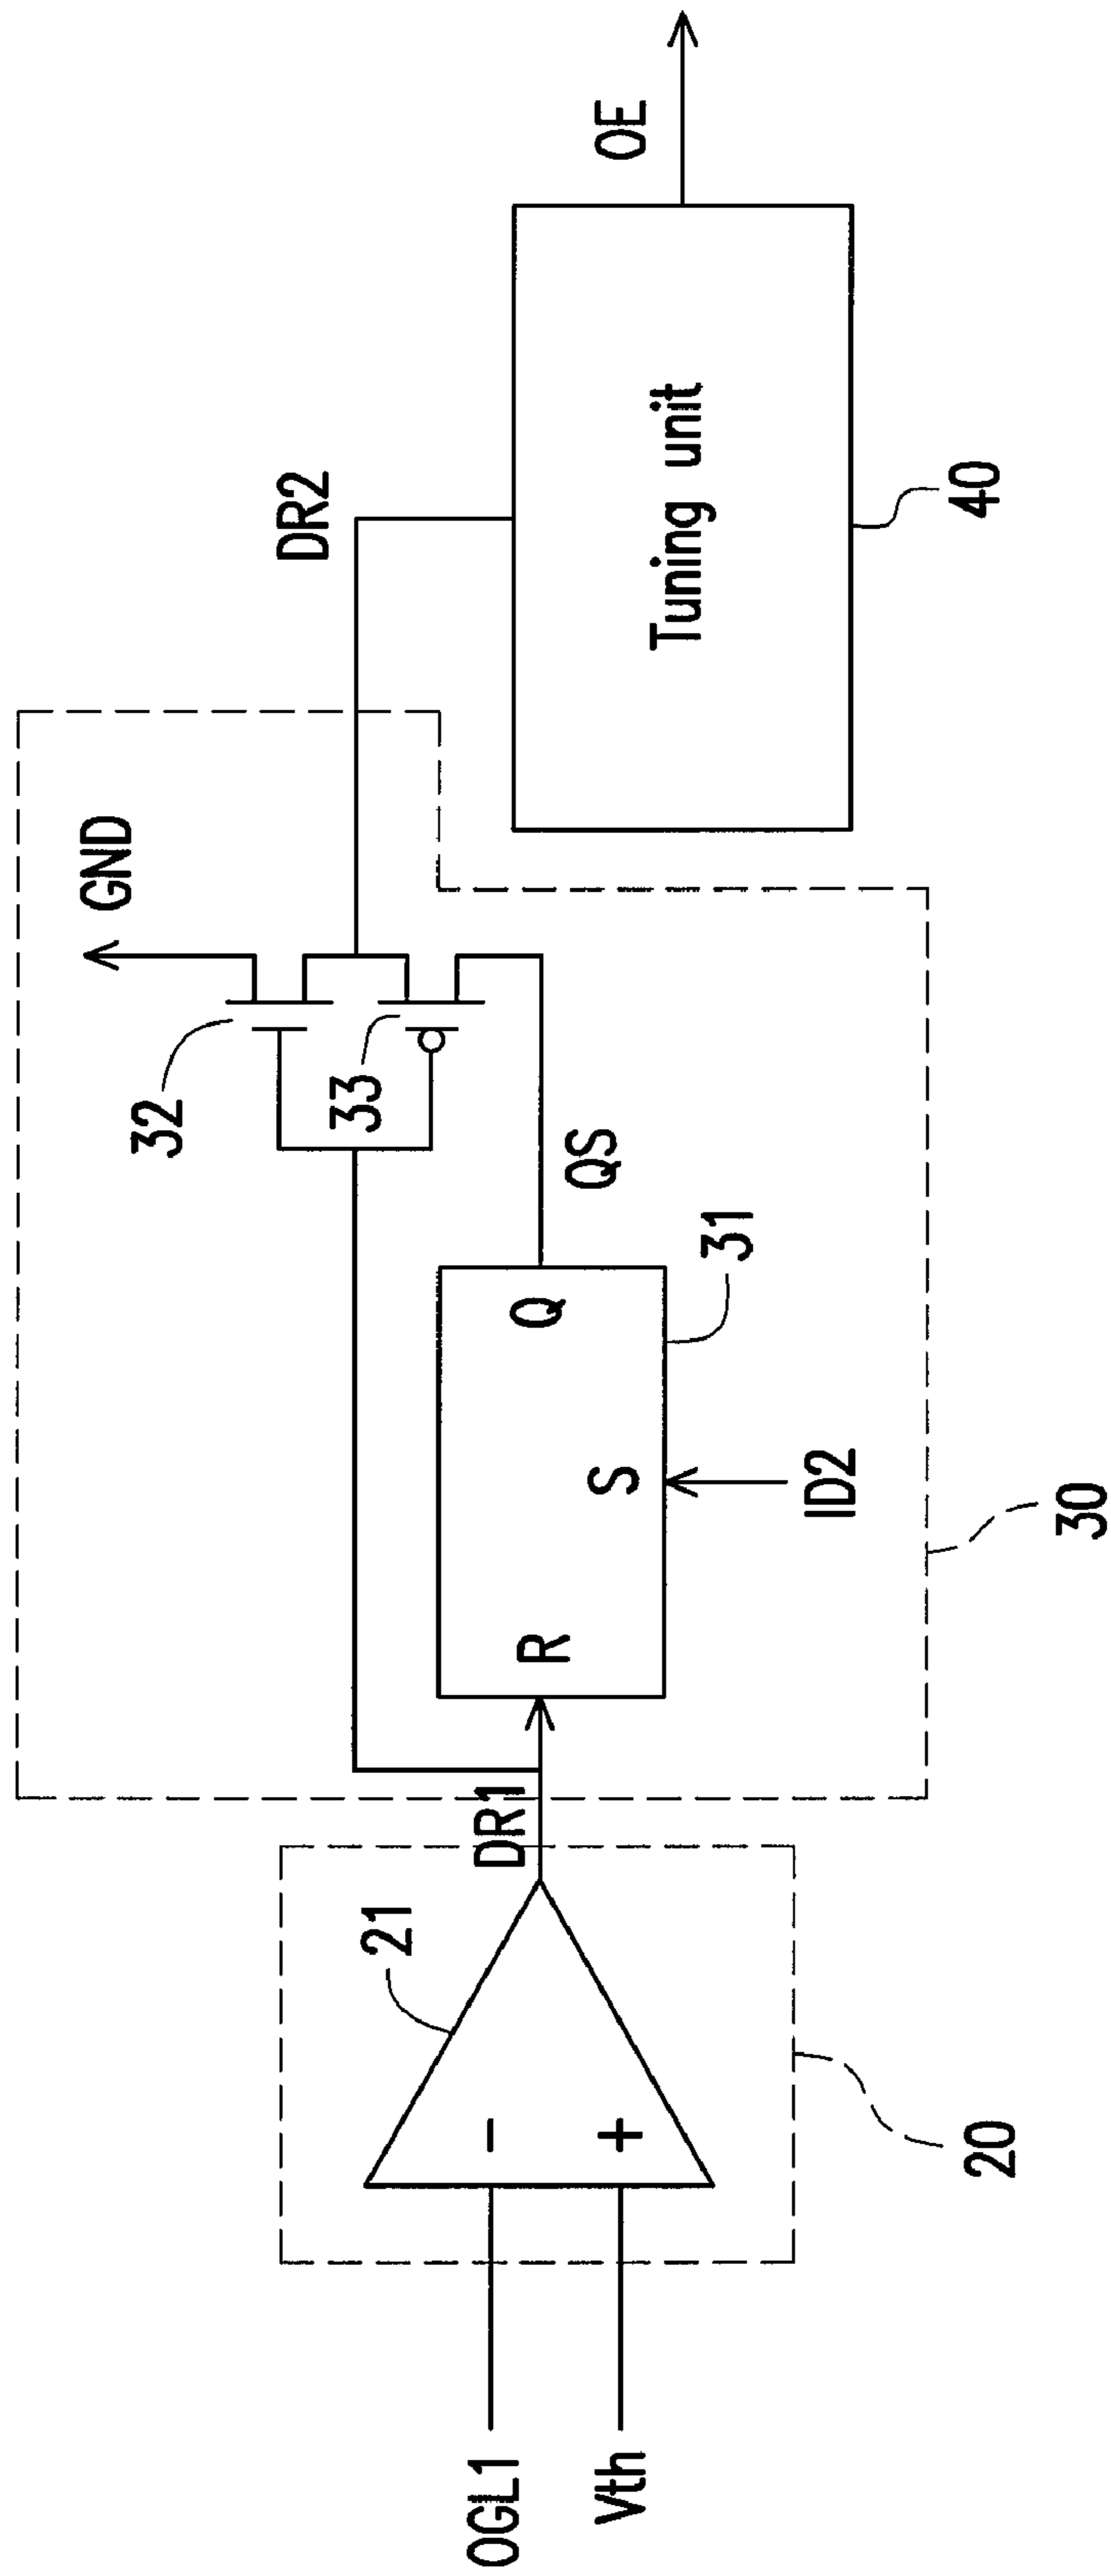 OGL1
Vth
-
+
21
20
DR1
R
S
Q
ID2
31
QS
30
32
33
GND
DR2
Tuning unit
40
OE